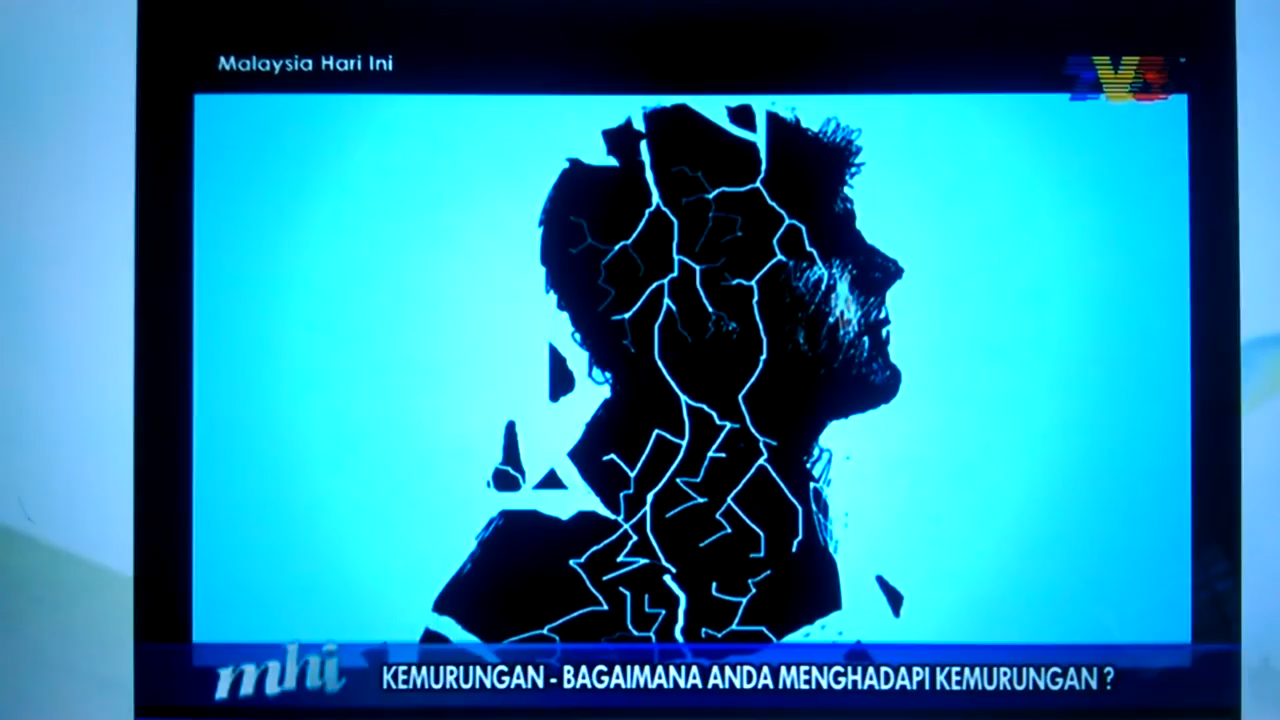 Malaysia Hari Ini
TV3
mhi
KEMURUNGAN - BAGAIMANA ANDA MENGHADAPI KEMURUNGAN ?